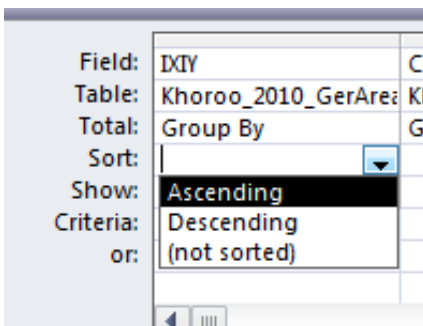 Field: IXIY C
Table: Khoroo_2010_GerArea K
Total: Group By G
Sort:
Show: Ascending
Criteria: Descending
or: (not sorted)